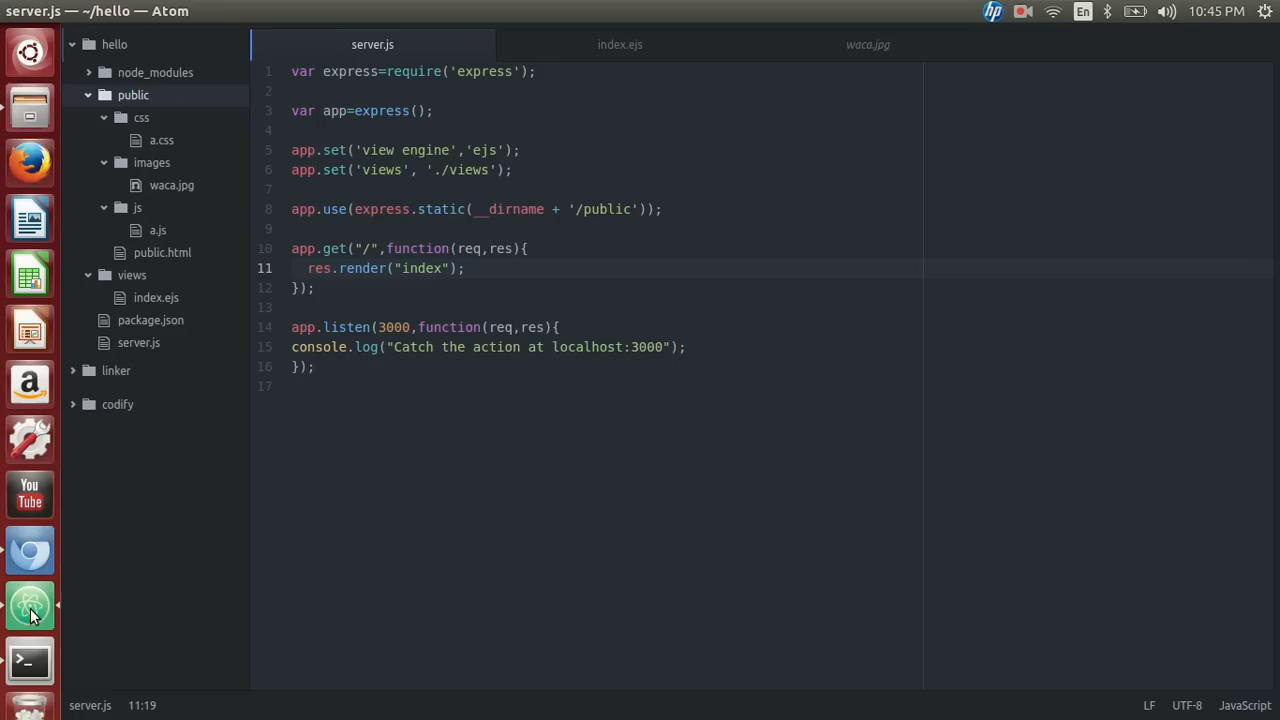 server.js — ~/hello — Atom
hp
En
10:45 PM
hello
node_modules
public
css
a.css
images
waca.jpg
js
a.js
public.html
views
index.ejs
package.json
server.js
linker
codify
server.js
index.ejs
waca.jpg
1 var express=require('express');
2
3 var app=express();
4
5 app.set('view engine','ejs');
6 app.set('views', './views');
7
8 app.use(express.static(__dirname + '/public'));
9
10 app.get("/",function(req,res){
11 res.render("index");
12 });
13
14 app.listen(3000,function(req,res){
15 console.log("Catch the action at localhost:3000");
16 });
17
a
You
Tube
>_
server.js 11:19
LF UTF-8 JavaScript